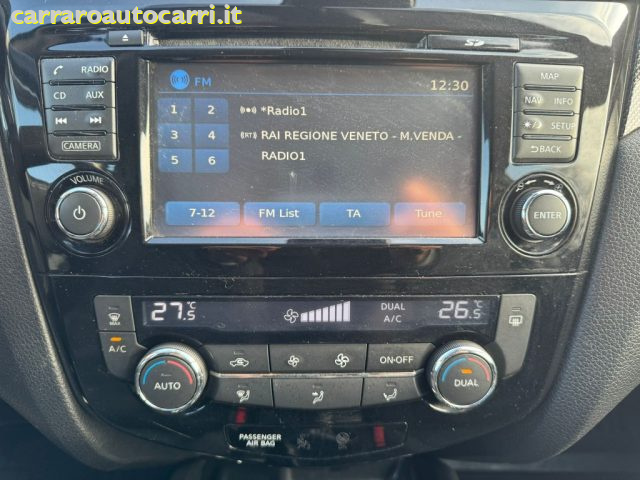 carraroautocarri.it
SD
RADIO
CD AUX
CAMERA
VOLUME
FM
12:30
1 2
*Radio1
3 4
(RT) RAI REGIONE VENETO - M.VENDA -
5 6
RADIO1
7-12 FM List TA Tune
MAP
NAV INFO
SETUP
BACK
ENTER
MAX
A/C
27.5 °C
DUAL
A/C
26.5 °C
AUTO
ON·OFF
DUAL
PASSENGER
AIR BAG